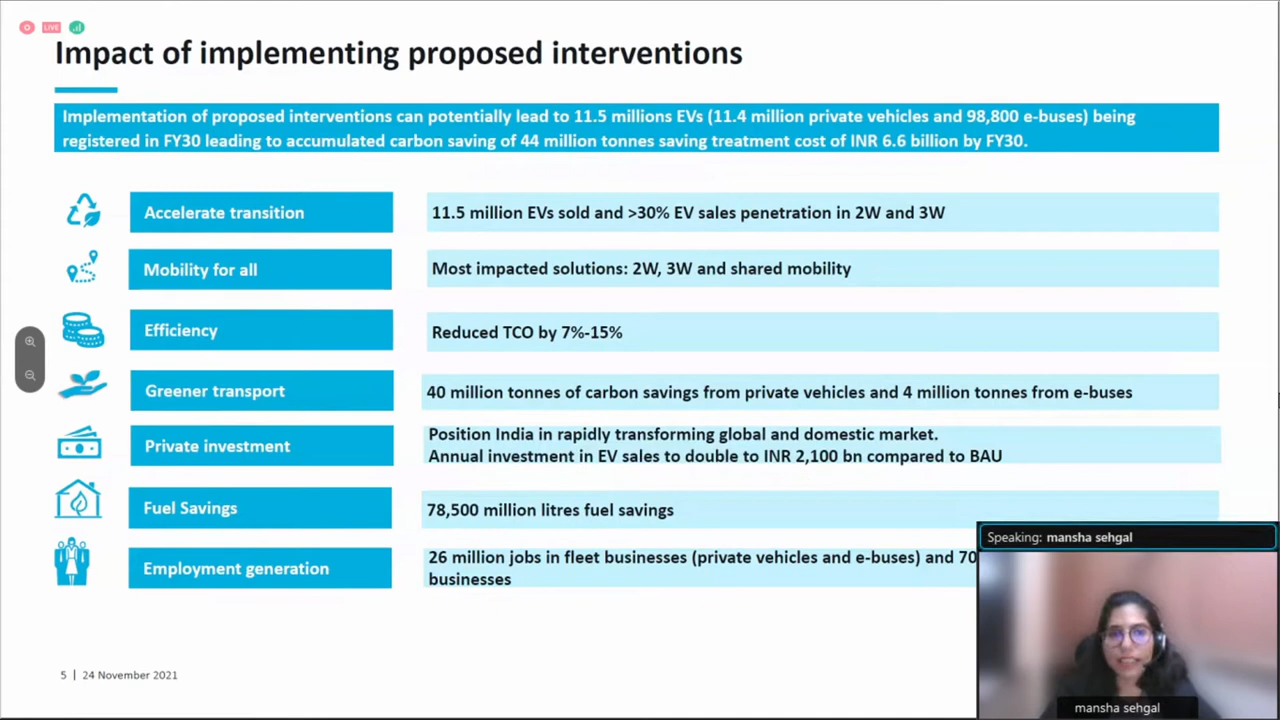 LIVE
Impact of implementing proposed interventions
Implementation of proposed interventions can potentially lead to 11.5 millions EVs (11.4 million private vehicles and 98,800 e-buses) being
registered in FY30 leading to accumulated carbon saving of 44 million tonnes saving treatment cost of INR 6.6 billion by FY30.
Accelerate transition
11.5 million EVs sold and >30% EV sales penetration in 2W and 3W
Mobility for all
Most impacted solutions: 2W, 3W and shared mobility
Efficiency
Reduced TCO by 7%-15%
Greener transport
40 million tonnes of carbon savings from private vehicles and 4 million tonnes from e-buses
Private investment
Position India in rapidly transforming global and domestic market.
Annual investment in EV sales to double to INR 2,100 bn compared to BAU
Fuel Savings
78,500 million litres fuel savings
Employment generation
26 million jobs in fleet businesses (private vehicles and e-buses) and 70
businesses
Speaking: mansha sehgal
mansha sehgal
5 | 24 November 2021